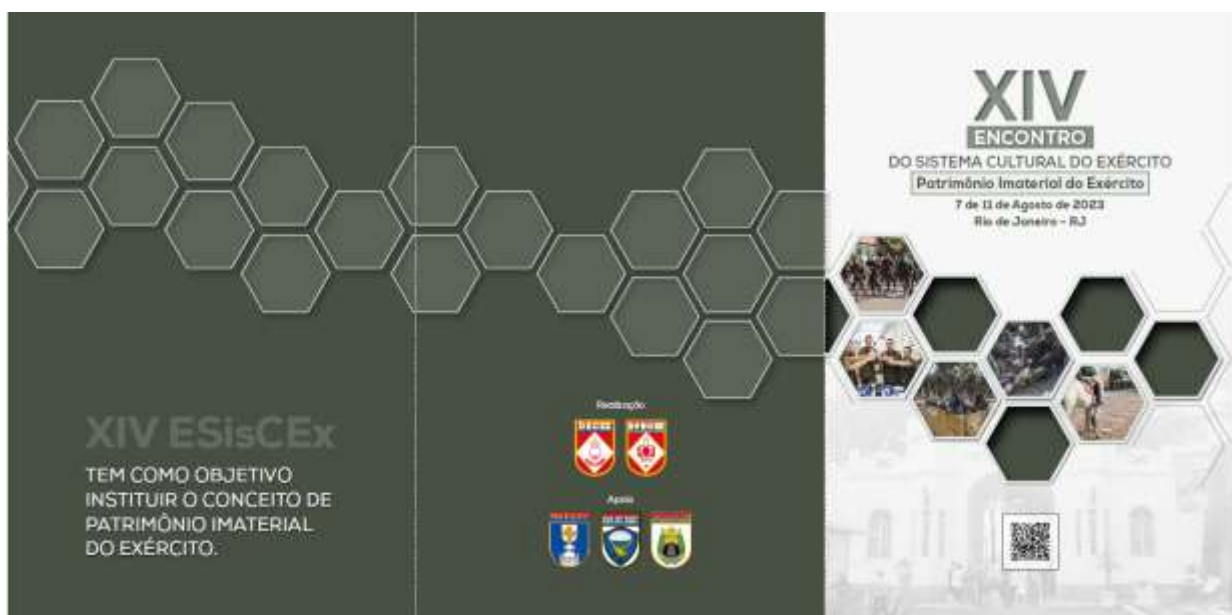 XIV ESisCEx
TEM COMO OBJETIVO
INSTITUIR O CONCEITO DE
PATRIMÔNIO IMATERIAL
DO EXÉRCITO.
Realização:
Apoio
XIV
ENCONTRO
DO SISTEMA CULTURAL DO EXÉRCITO
Patrimônio Imaterial do Exército
7 de 11 de Agosto de 2023
Rio de Janeiro - RJ